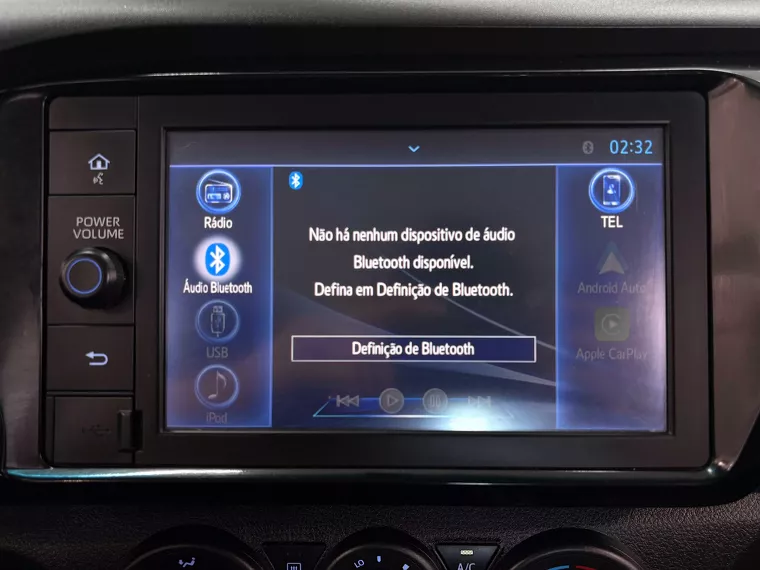 02:32
POWER
VOLUME
Rádio
Áudio Bluetooth
USB
iPod
Não há nenhum dispositivo de áudio
Bluetooth disponível.
Defina em Definição de Bluetooth.
Definição de Bluetooth
TEL
Android Auto
Apple CarPlay
LO
A/C